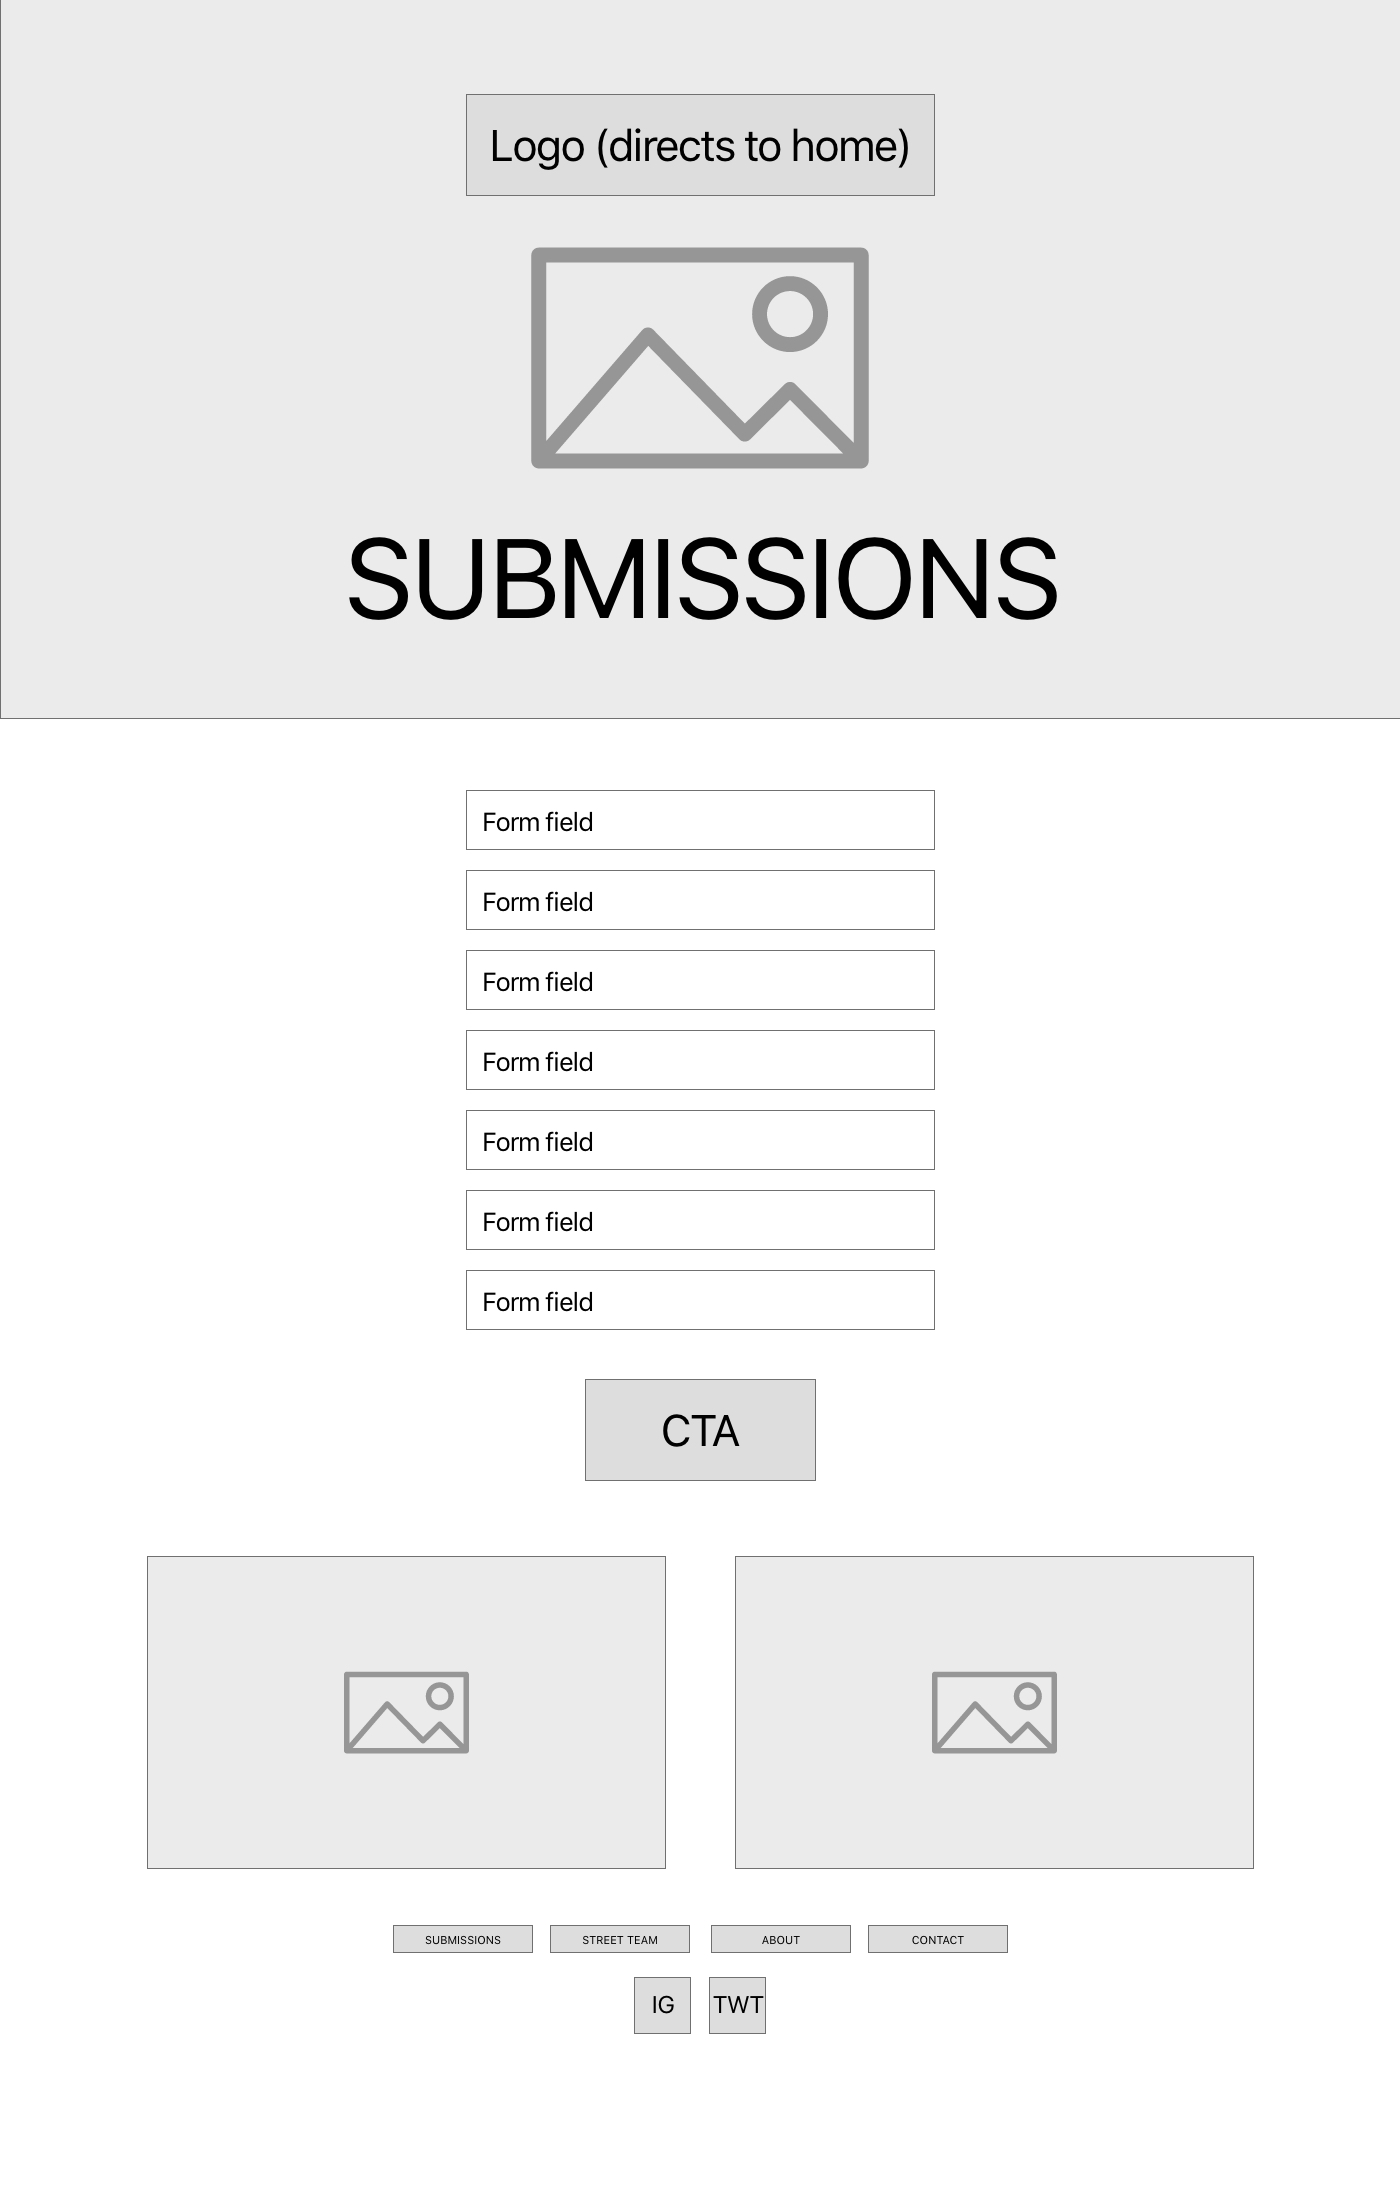 Logo (directs to home)
SUBMISSIONS
Form field
Form field
Form field
Form field
Form field
Form field
Form field
CTA
SUBMISSIONS STREET TEAM ABOUT CONTACT
IG TWT